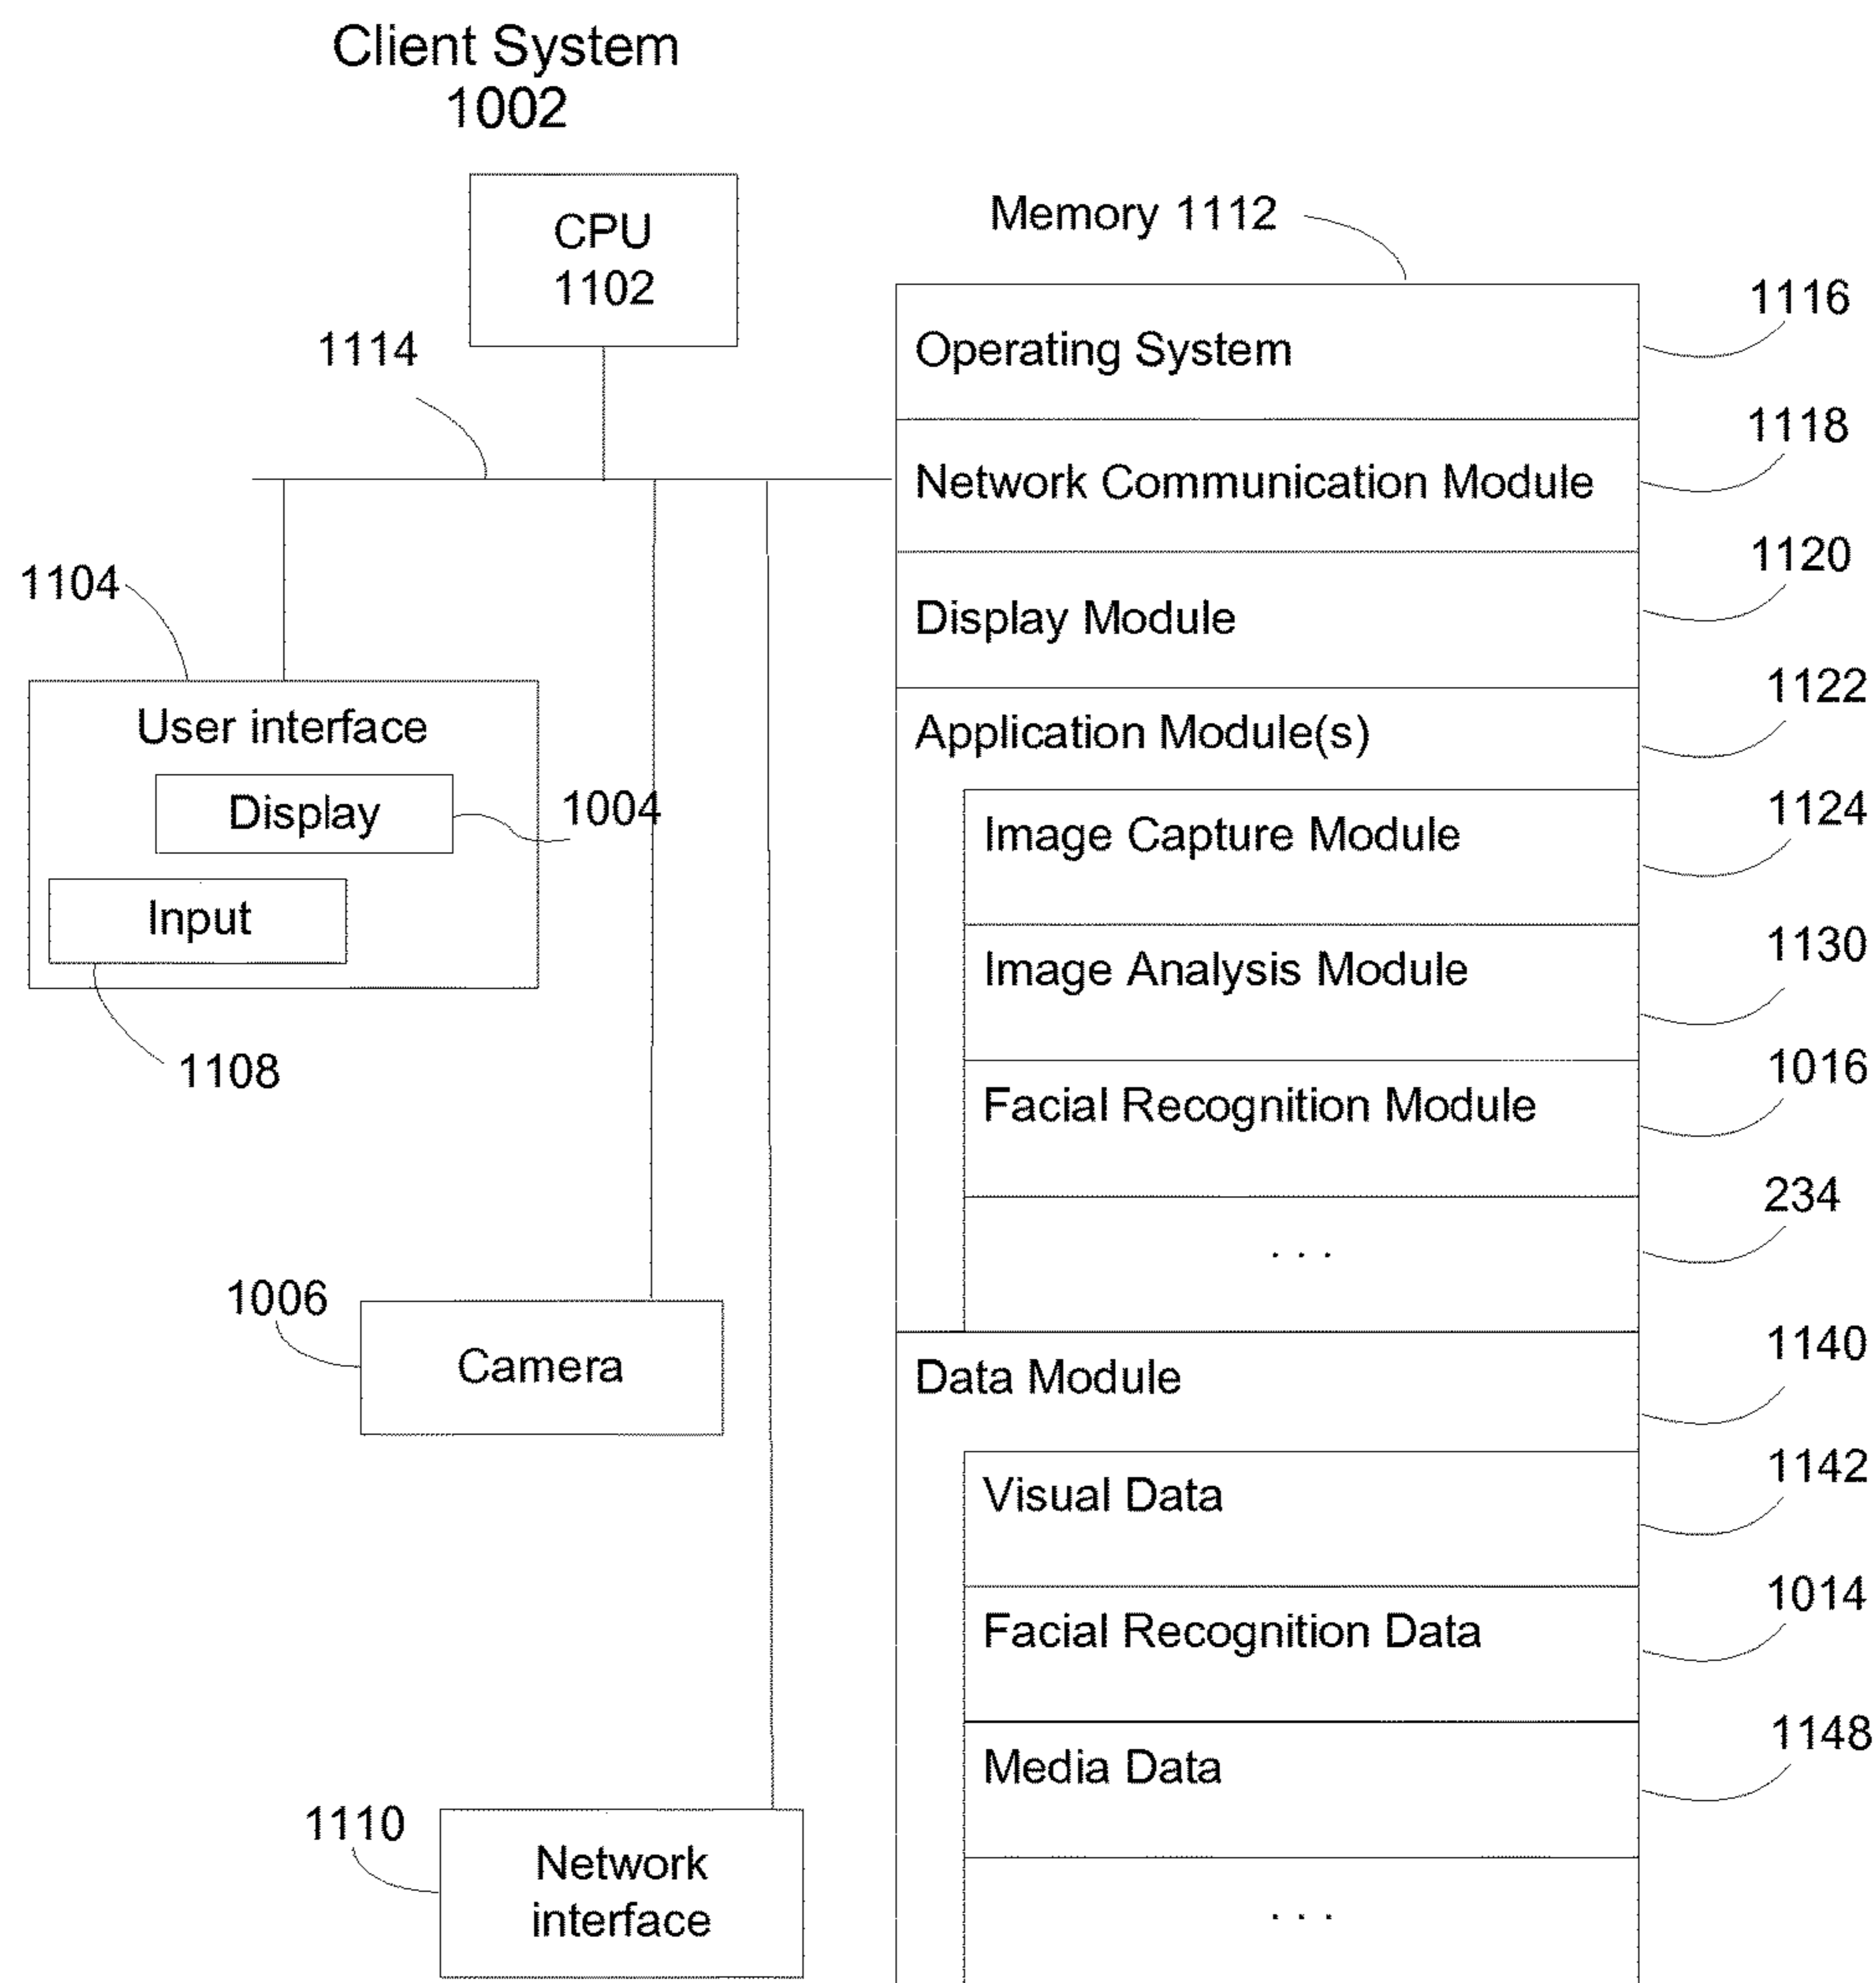 Client System
1002
CPU
1102
1114
1104
User interface
Display
1004
Input
1108
1006
Camera
1110
Network
interface
Memory 1112
Operating System
1116
Network Communication Module
1118
Display Module
1120
Application Module(s)
1122
Image Capture Module
1124
Image Analysis Module
1130
Facial Recognition Module
1016
. . .
234
Data Module
1140
Visual Data
1142
Facial Recognition Data
1014
Media Data
1148
. . .